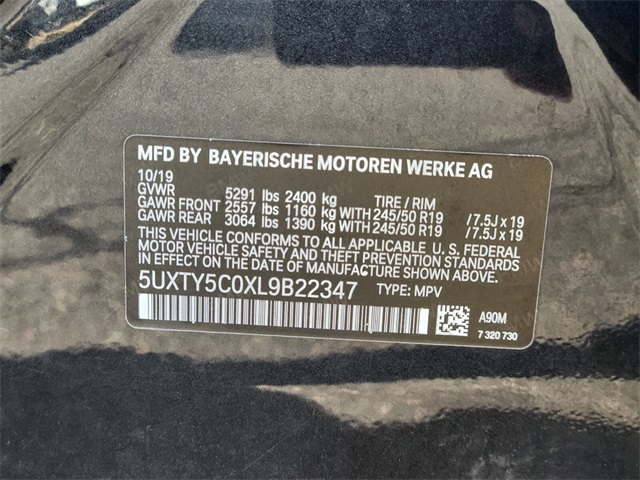 MFD BY BAYERISCHE MOTOREN WERKE AG
10/19
GVWR 5291 lbs 2400 kg TIRE / RIM
GAWR FRONT 2557 lbs 1160 kg WITH 245/50 R19 /7.5J x 19
GAWR REAR 3064 lbs 1390 kg WITH 245/50 R19 /7.5J x 19
THIS VEHICLE CONFORMS TO ALL APPLICABLE U. S. FEDERAL
MOTOR VEHICLE SAFETY AND THEFT PREVENTION STANDARDS
IN EFFECT ON THE DATE OF MANUFACTURE SHOWN ABOVE.
5UXTY5C0XL9B22347 TYPE: MPV
A90M
7 320 730